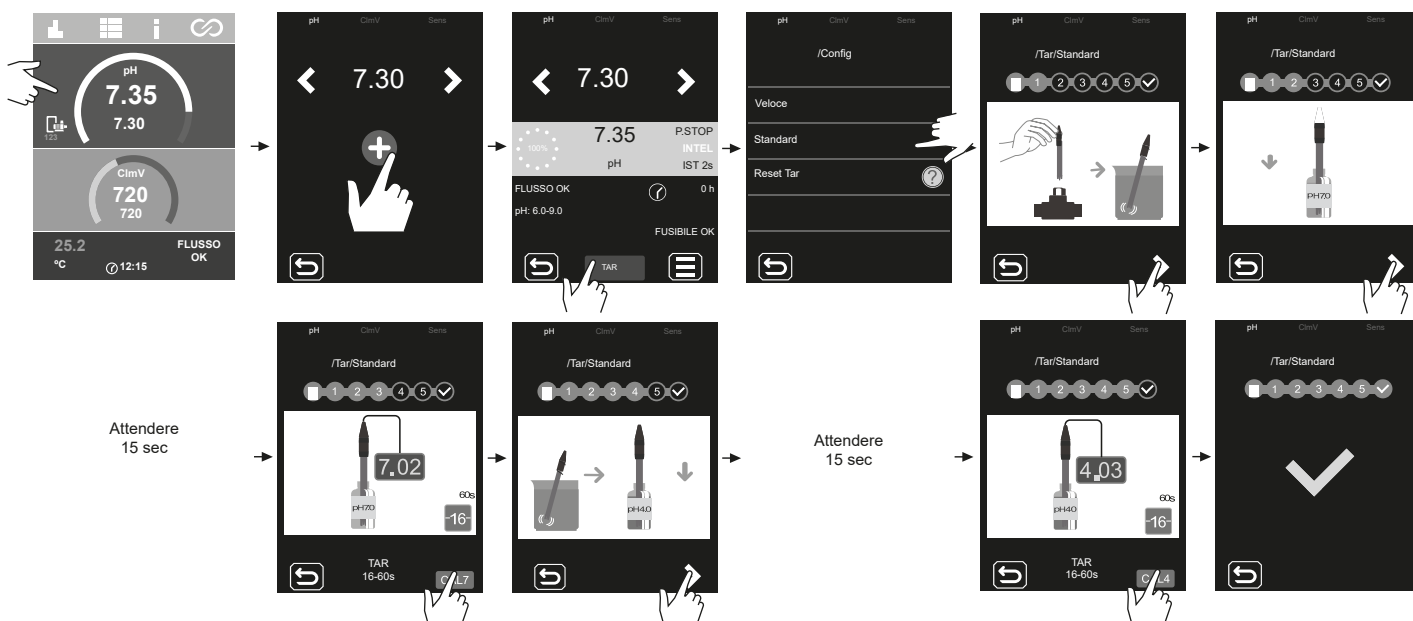 pH
7.35
7.30
123
ClmV
720
720
25.2
ºC
12:15
FLUSSO
OK
pH ClmV Sens
7.30
pH ClmV Sens
7.30
100%
7.35
pH
P.STOP
INTEL
IST 2s
FLUSSO OK
0 h
pH: 6.0-9.0
FUSIBILE OK
TAR
pH ClmV Sens
/Config
Veloce
Standard
Reset Tar
?
pH ClmV Sens
/Tar/Standard
1 2 3 4 5
pH ClmV Sens
/Tar/Standard
1 2 3 4 5
pH7.0
Attendere
15 sec
pH ClmV Sens
/Tar/Standard
1 2 3 4 5
7.02
pH7.0
60s
-16-
TAR
16-60s
CAL7
pH ClmV Sens
/Tar/Standard
1 2 3 4 5
pH4.0
Attendere
15 sec
pH ClmV Sens
/Tar/Standard
1 2 3 4 5
4.03
pH4.0
60s
-16-
TAR
16-60s
CAL4
pH ClmV Sens
/Tar/Standard
1 2 3 4 5